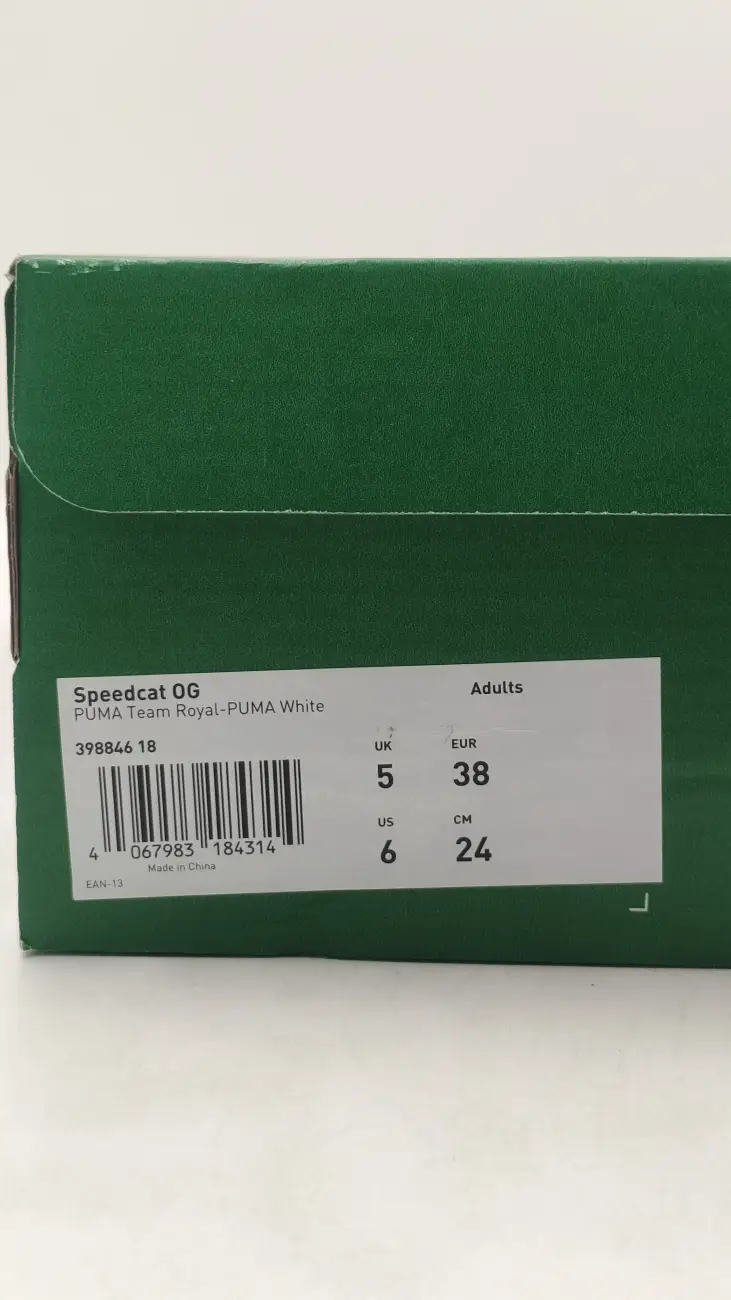 Speedcat OG
PUMA Team Royal-PUMA White
Adults
398846 18
UK
EUR
5
38
US
CM
6
24
4 067983 184314
Made in China
EAN-13